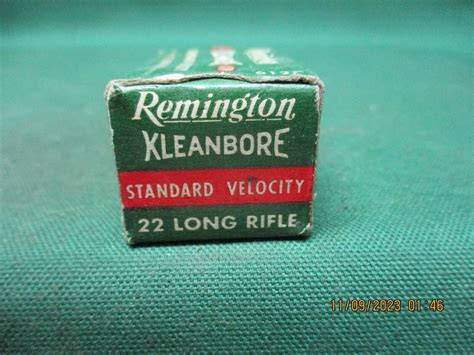 Remington
KLEANBORE
STANDARD VELOCITY
22 LONG RIFLE
11/09/2023 01:46